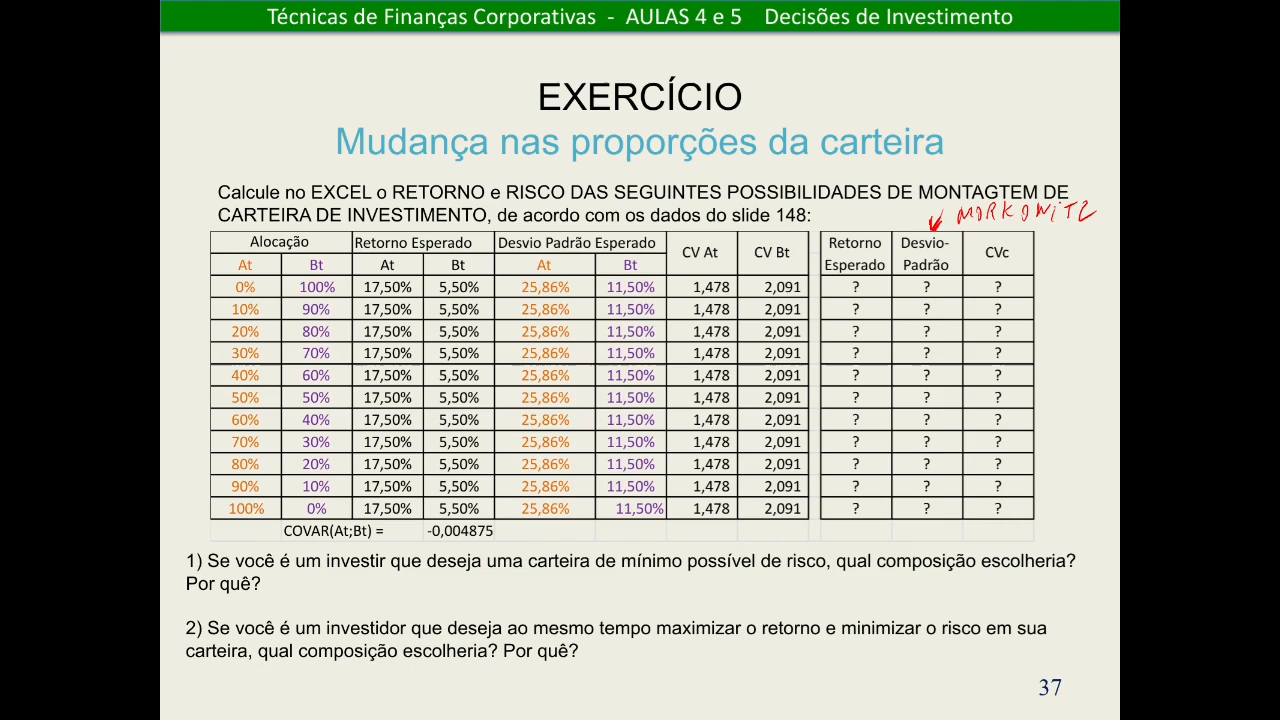 Técnicas de Finanças Corporativas - AULAS 4 e 5 Decisões de Investimento
EXERCÍCIO
Mudança nas proporções da carteira
Calcule no EXCEL o RETORNO e RISCO DAS SEGUINTES POSSIBILIDADES DE MONTAGTEM DE
CARTEIRA DE INVESTIMENTO, de acordo com os dados do slide 148:
MORKOWITZ
Alocação Retorno Esperado Desvio Padrão Esperado CV At CV Bt Retorno Esperado Desvio-Padrão CVc
At Bt At Bt At Bt
0% 100% 17,50% 5,50% 25,86% 11,50% 1,478 2,091 ? ? ?
10% 90% 17,50% 5,50% 25,86% 11,50% 1,478 2,091 ? ? ?
20% 80% 17,50% 5,50% 25,86% 11,50% 1,478 2,091 ? ? ?
30% 70% 17,50% 5,50% 25,86% 11,50% 1,478 2,091 ? ? ?
40% 60% 17,50% 5,50% 25,86% 11,50% 1,478 2,091 ? ? ?
50% 50% 17,50% 5,50% 25,86% 11,50% 1,478 2,091 ? ? ?
60% 40% 17,50% 5,50% 25,86% 11,50% 1,478 2,091 ? ? ?
70% 30% 17,50% 5,50% 25,86% 11,50% 1,478 2,091 ? ? ?
80% 20% 17,50% 5,50% 25,86% 11,50% 1,478 2,091 ? ? ?
90% 10% 17,50% 5,50% 25,86% 11,50% 1,478 2,091 ? ? ?
100% 0% 17,50% 5,50% 25,86% 11,50% 1,478 2,091 ? ? ?
COVAR(At;Bt) = -0,004875
1) Se você é um investir que deseja uma carteira de mínimo possível de risco, qual composição escolheria?
Por quê?
2) Se você é um investidor que deseja ao mesmo tempo maximizar o retorno e minimizar o risco em sua
carteira, qual composição escolheria? Por quê?
37